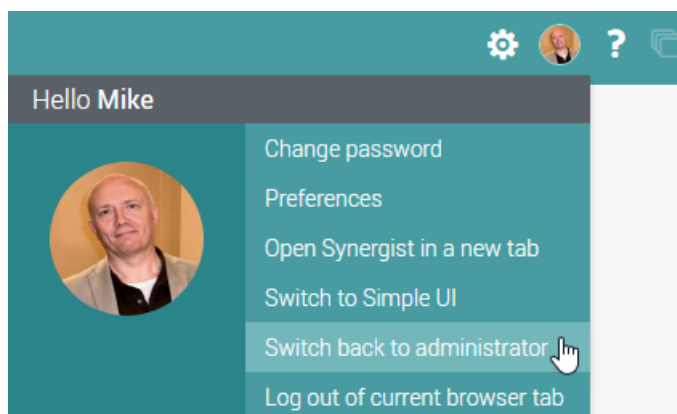 ?
Hello Mike
Change password
Preferences
Open Synergist in a new tab
Switch to Simple UI
Switch back to administrator
Log out of current browser tab